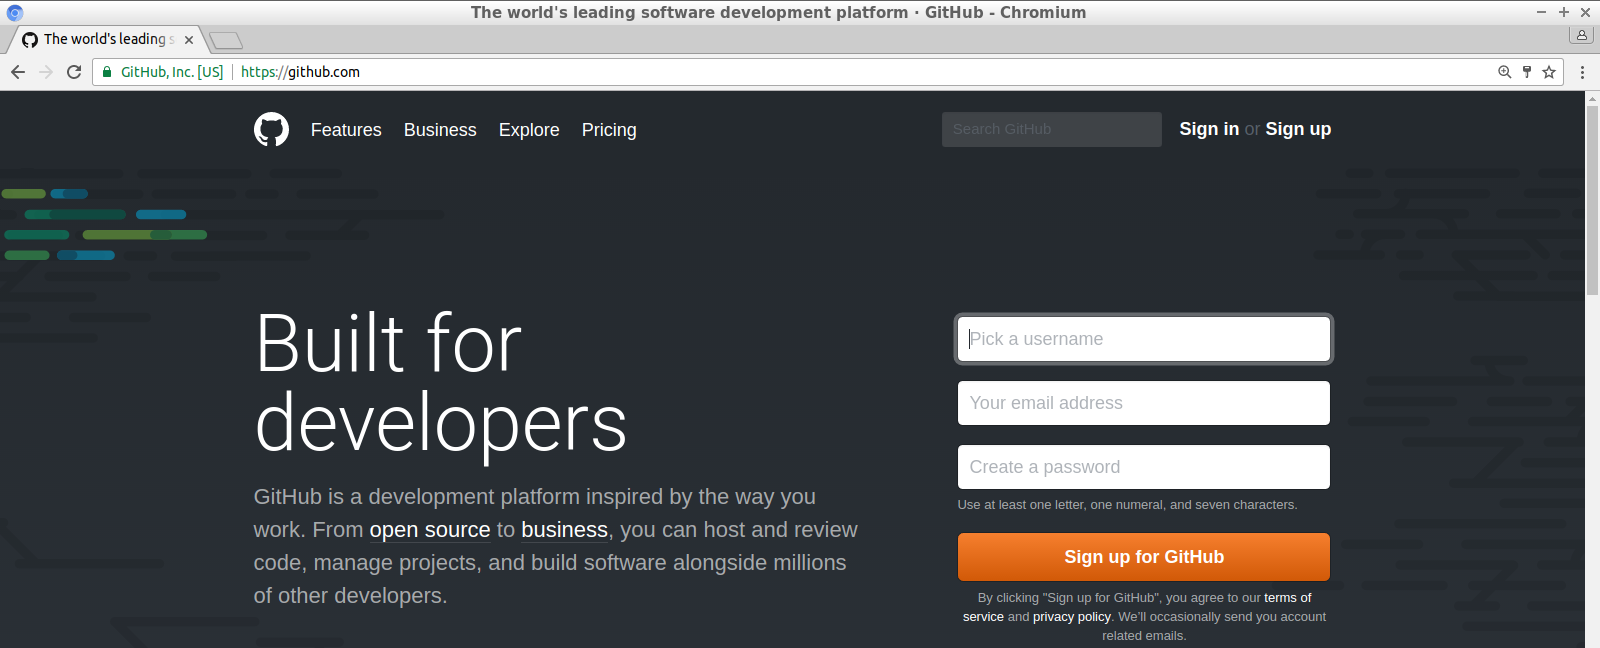 The world's leading software development platform · GitHub - Chromium
The world's leading s
GitHub, Inc. [US] https://github.com
Features Business Explore Pricing Search GitHub Sign in or Sign up
Built for
developers
GitHub is a development platform inspired by the way you
work. From open source to business, you can host and review
code, manage projects, and build software alongside millions
of other developers.
Pick a username
Your email address
Create a password
Use at least one letter, one numeral, and seven characters.
Sign up for GitHub
By clicking "Sign up for GitHub", you agree to our terms of
service and privacy policy. We'll occasionally send you account
related emails.